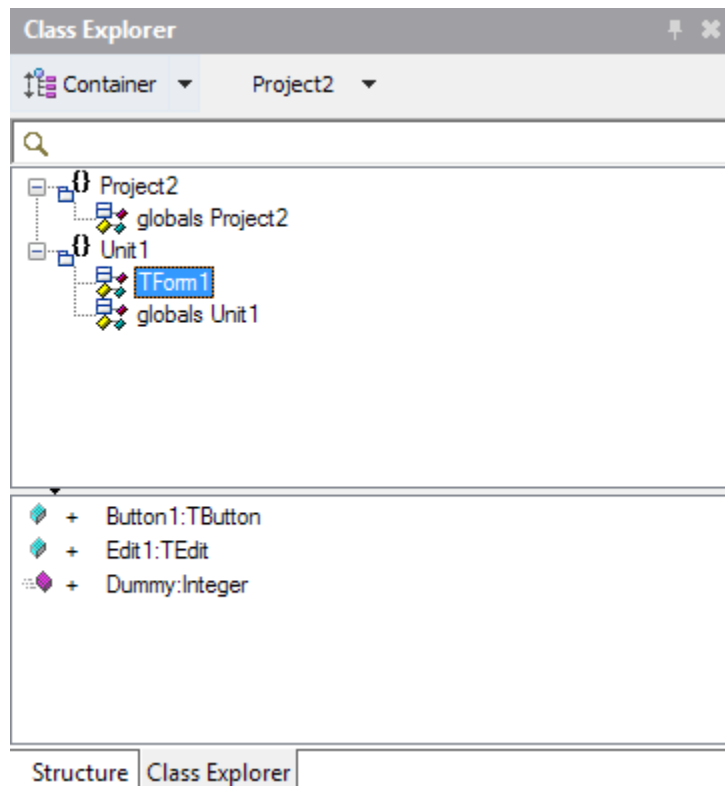 Class Explorer
Container Project2
{} Project2
globals Project2
{} Unit1
TForm1
globals Unit1
+ Button1:TButton
+ Edit1:TEdit
+ Dummy:Integer
Structure Class Explorer